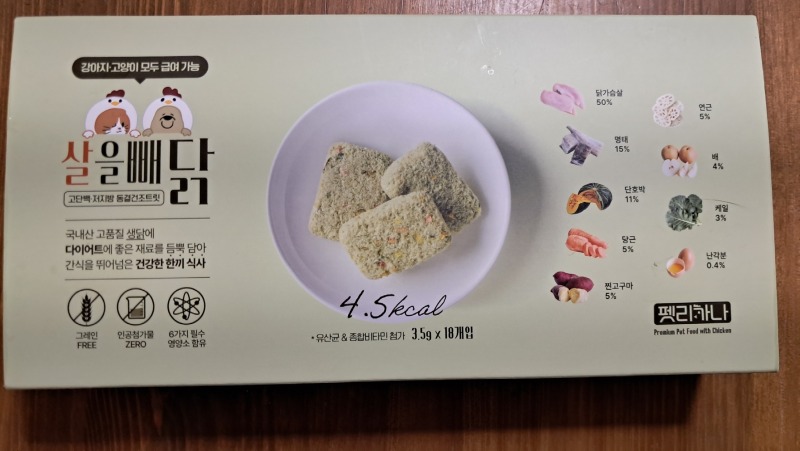 강아지·고양이 모두 급여 가능
살을빼닭
고단백·저지방 동결건조트릿
국내산 고품질 생닭에
다이어트에 좋은 재료를 듬뿍 담아
간식을 뛰어넘은 건강한 한끼 식사
그레인
FREE
인공첨가물
ZERO
6가지 필수
영양소 함유
4.5kcal
*유산균 & 종합비타민 첨가 3.5g x 18개입
닭가슴살
50%
명태
15%
단호박
11%
당근
5%
찐고구마
5%
연근
5%
배
4%
케일
3%
난각분
0.4%
펫리카나
Premium Pet Food with Chicken